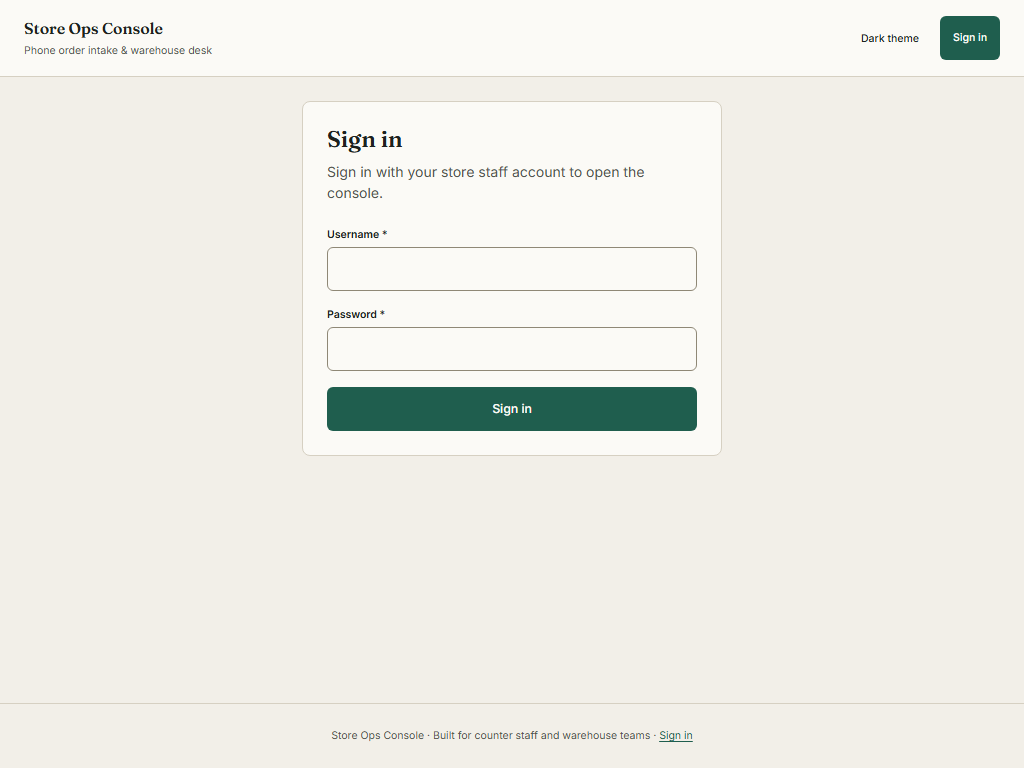 Store Ops Console
Phone order intake & warehouse desk
Dark theme
Sign in
Sign in
Sign in with your store staff account to open the
console.
Username *
Password *
Sign in
Store Ops Console · Built for counter staff and warehouse teams · Sign in